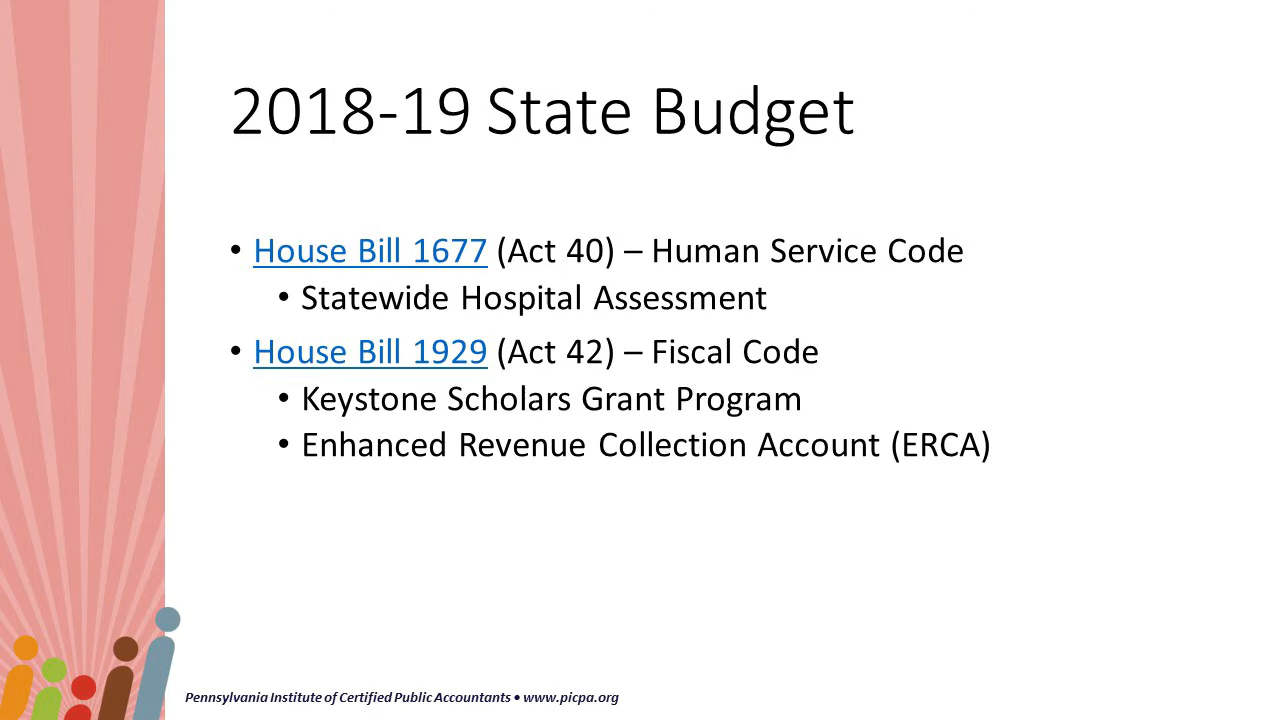 2018-19 State Budget
• House Bill 1677 (Act 40) – Human Service Code
• Statewide Hospital Assessment
• House Bill 1929 (Act 42) – Fiscal Code
• Keystone Scholars Grant Program
• Enhanced Revenue Collection Account (ERCA)
Pennsylvania Institute of Certified Public Accountants • www.picpa.org